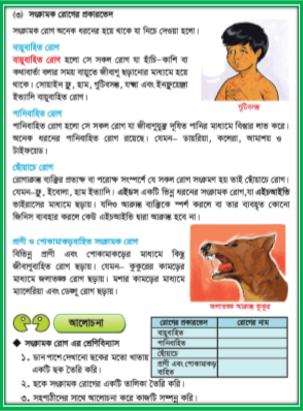 (৩) সংক্রামক রোগের প্রকারভেদ
সংক্রামক রোগ অনেক ধরনের হয়ে থাকে যা নিচে দেওয়া হলো।
বায়ুবাহিত রোগ
বায়ুবাহিত রোগ হলো সে সকল রোগ যা হাঁচি-কাশি বা
কথাবার্তা বলার সময় বায়ুতে জীবাণু ছড়ানোর মাধ্যমে হয়ে
থাকে। সোয়াইন ফ্লু, হাম, গুটিবসন্ত, যক্ষ্মা এবং ইনফ্লুয়েঞ্জা
ইত্যাদি বায়ুবাহিত রোগ।
গুটিবসন্ত
পানিবাহিত রোগ
পানিবাহিত রোগ হলো সে সকল রোগ যা জীবাণুযুক্ত দূষিত পানির মাধ্যমে বিস্তার লাভ করে।
অনেক ধরনের পানিবাহিত রোগ রয়েছে। যেমন- ডায়রিয়া, কলেরা, আমাশয় ও
টাইফয়েড।
ছোঁয়াচে রোগ
রোগাক্রান্ত ব্যক্তির প্রত্যক্ষ বা পরোক্ষ সংস্পর্শে যে সকল রোগ সংক্রমণ হয় তাই ছোঁয়াচে রোগ।
যেমন-ফ্লু, ইবোলা, হাম ইত্যাদি। এইডস একটি ভিন্ন ধরনের সংক্রামক রোগ,যা এইচআইভি
ভাইরাসের মাধ্যমে ছড়ায়। যদিও আক্রান্ত ব্যক্তিকে স্পর্শ করলে বা তার ব্যবহৃত কোনো
জিনিস ব্যবহার করলে কেউ এইচআইভি দ্বারা আক্রান্ত হবে না।
প্রাণী ও পোকামাকড়বাহিত সংক্রামক রোগ
বিভিন্ন প্রাণী এবং পোকামাকড়ের মাধ্যমে কিছু
জীবাণুবাহিত রোগ ছড়ায়। যেমন- কুকুরের কামড়ের
মাধ্যমে জলাতঙ্ক রোগ ছড়ায়। মশার কামড়ের মাধ্যমে
ম্যালেরিয়া এবং ডেঙ্গু রোগ ছড়ায়।
জলাতঙ্ক আক্রান্ত কুকুর
আলোচনা
◆ সংক্রামক রোগ এর শ্রেণিবিন্যাস
১. ডান পাশে দেখানো ছকের মতো খাতায়
একটি ছক তৈরি করি।
রোগের প্রকারভেদ রোগের নাম
বায়ুবাহিত
পানিবাহিত
ছোঁয়াচে
প্রাণী এবং পোকামাকড়
বাহিত
২. ছকে সংক্রামক রোগের একটি তালিকা তৈরি করি।
৩. সহপাঠীদের সাথে আলোচনা করে কাজটি সম্পন্ন করি।